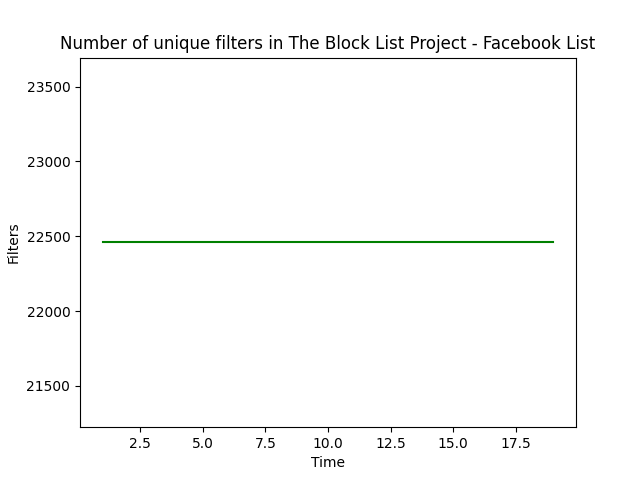 Number of unique filters in The Block List Project - Facebook List
23500
23000
22500
22000
21500
Filters
2.5 5.0 7.5 10.0 12.5 15.0 17.5
Time